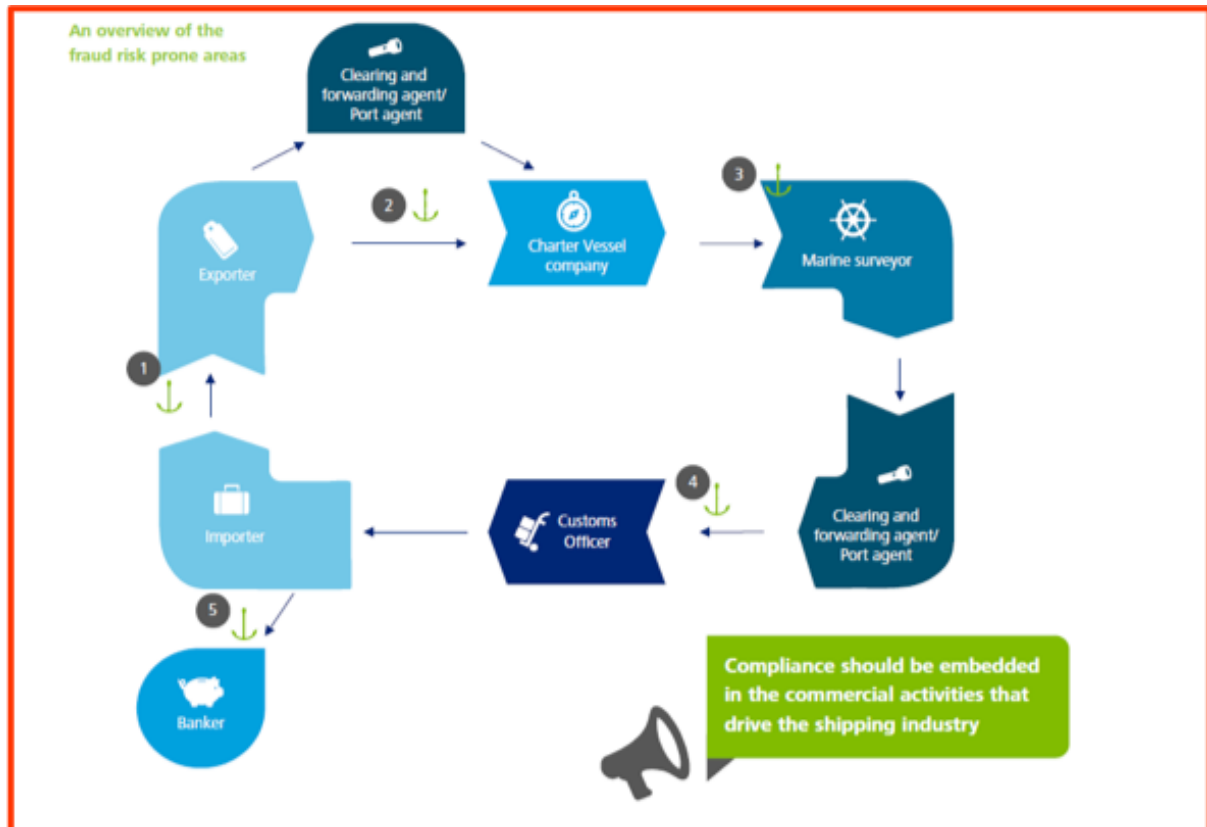 An overview of the
fraud risk prone areas
Clearing and
forwarding agent/
Port agent
2
3
Exporter
Charter Vessel
company
Marine surveyor
1
4
Importer
Customs
Officer
Clearing and
forwarding agent/
Port agent
5
Banker
Compliance should be embedded
in the commercial activities that
drive the shipping industry